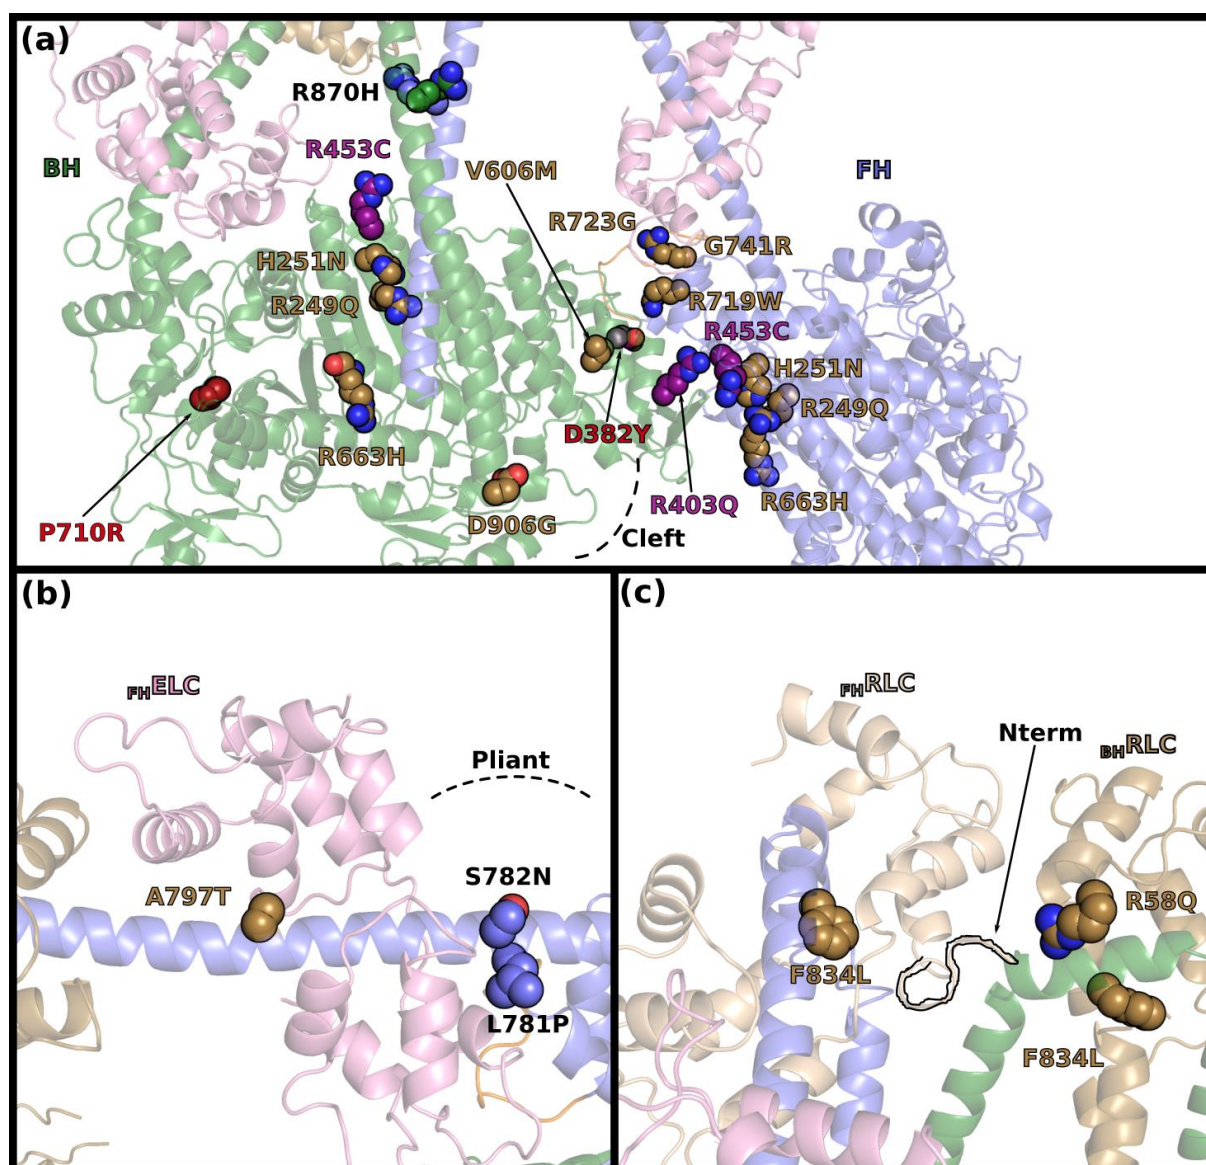 (a)
R870H
BH
R453C
V606M
FH
R723G
G741R
H251N
R249Q
R719W
R453C
H251N
R249Q
D382Y
R663H
R403Q
R663H
P710R
D906G
Cleft
(b)
FHELC
Pliant
A797T
S782N
L781P
(c)
FHRLC
Nterm
BHRLC
R58Q
F834L
F834L